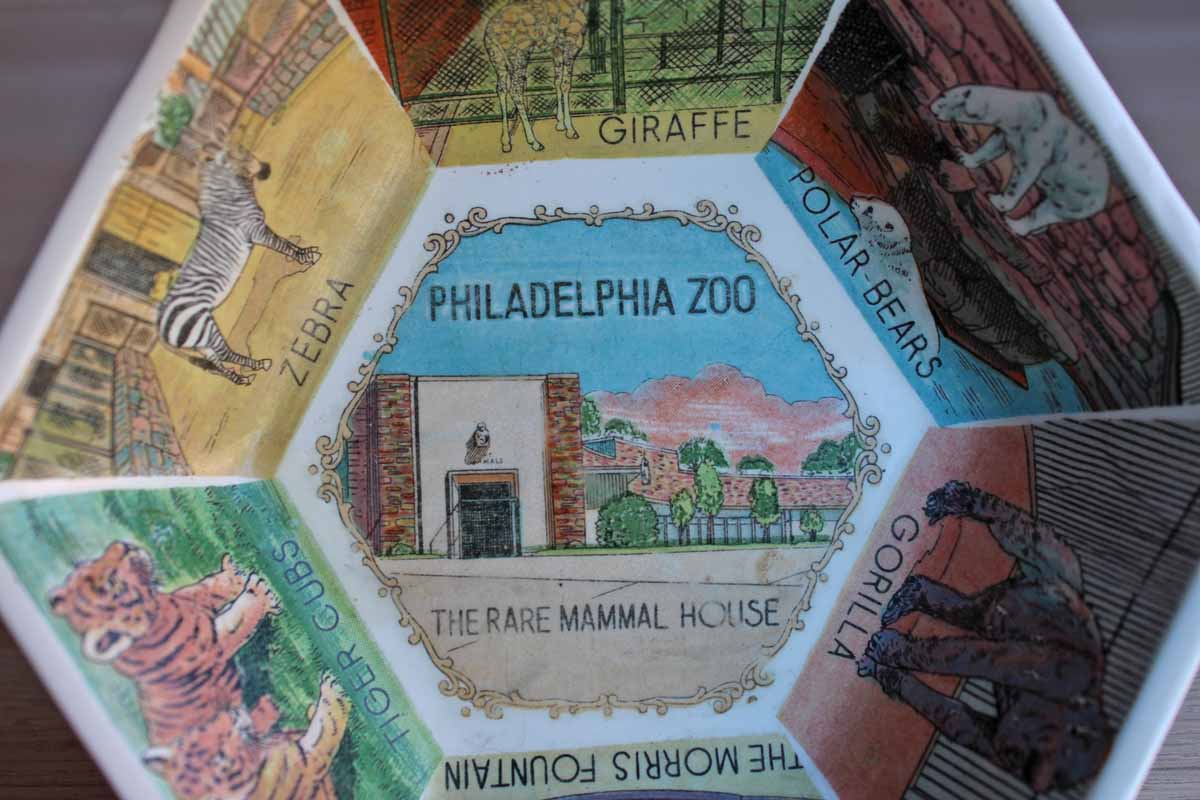 GIRAFFE
POLAR BEARS
ZEBRA
PHILADELPHIA ZOO
THE RARE MAMMAL HOUSE
GORILLA
TIGER CUBS
THE MORRIS FOUNTAIN